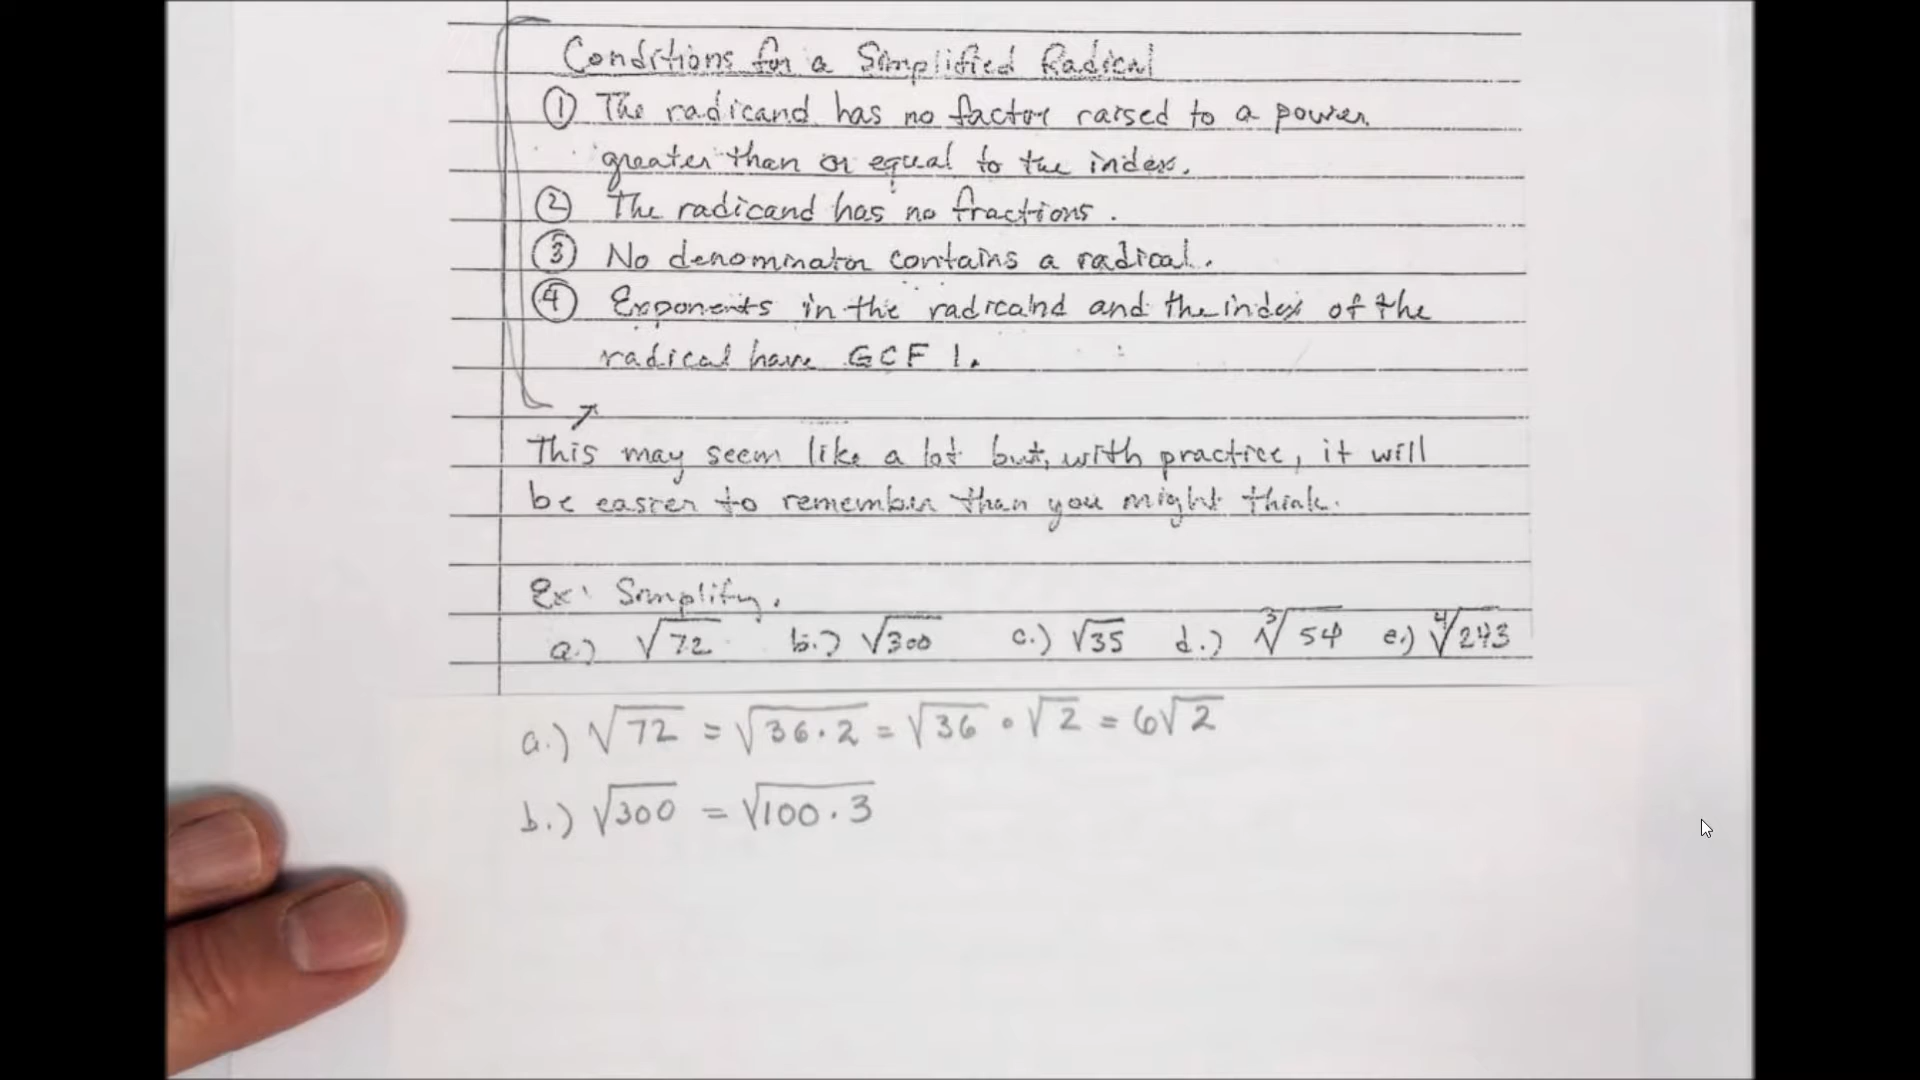 Conditions for a Simplified Radical
① The radicand has no factor raised to a power
greater than or equal to the index.
② The radicand has no fractions.
③ No denominator contains a radical.
④ Exponents in the radicand and the index of the
radical have GCF 1.
This may seem like a lot but, with practice, it will
be easier to remember than you might think.
Ex: Simplify.
a.) √72 b.) √300 c.) √35 d.) ∛54 e.) ∜243
a.) √72 = √36·2 = √36 · √2 = 6√2
b.) √300 = √100·3